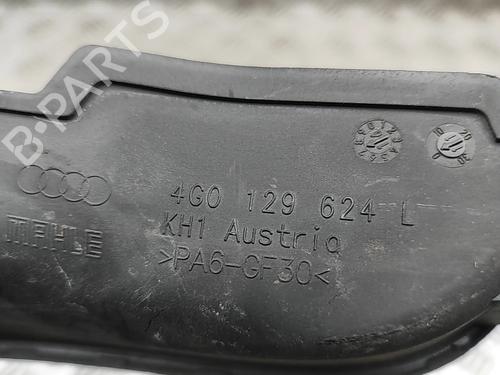 B-PARTS
4G0 129 624 L
MAHLE
KH1 Austria
>PA6-GF30<